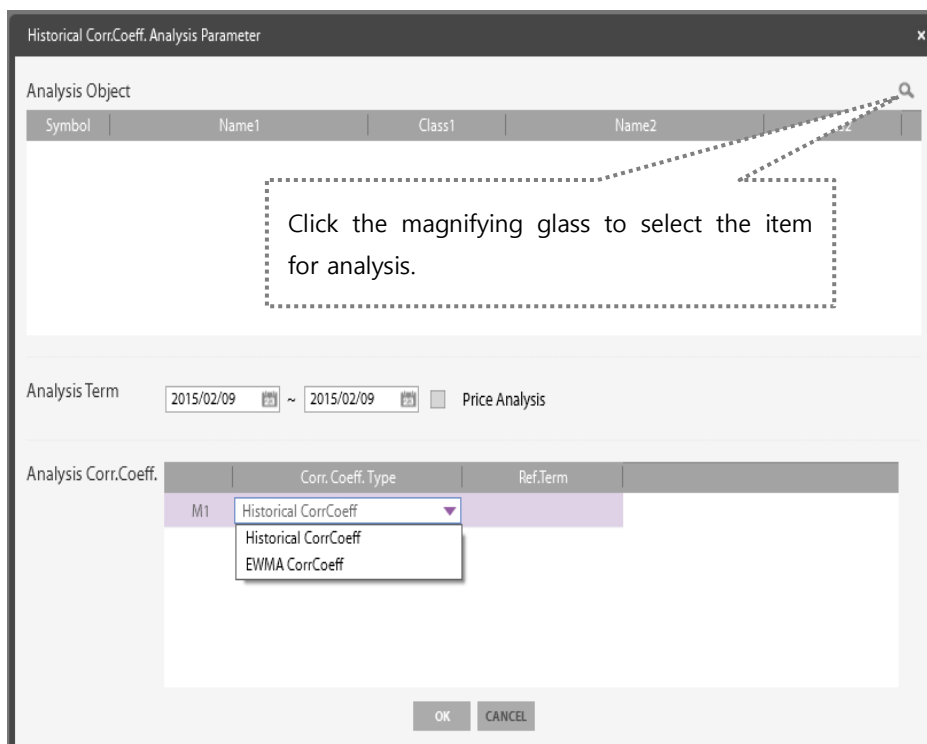 Historical Corr.Coeff. Analysis Parameter x
Analysis Object
Symbol Name1 Class1 Name2
Click the magnifying glass to select the item
for analysis.
Analysis Term 2015/02/09 ~ 2015/02/09 Price Analysis
Analysis Corr.Coeff. Corr. Coeff. Type Ref.Term
M1 Historical CorrCoeff
Historical CorrCoeff
EWMA CorrCoeff
OK CANCEL